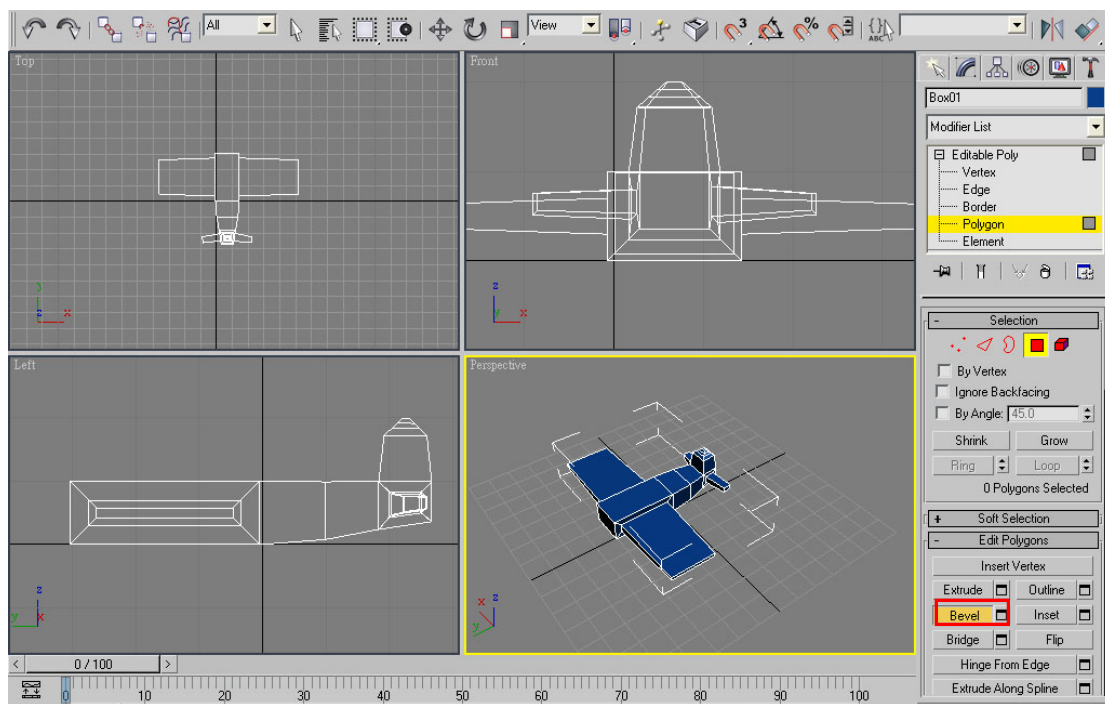 All
View
ABC
Top
Front
Left
Perspective
z
x
y
z
x
y
z
y
x
z
x
y
Box01
Modifier List
Editable Poly
Vertex
Edge
Border
Polygon
Element
Selection
By Vertex
Ignore Backfacing
By Angle: 45.0
Shrink Grow
Ring Loop
0 Polygons Selected
+ Soft Selection
- Edit Polygons
Insert Vertex
Extrude Outline
Bevel Inset
Bridge Flip
Hinge From Edge
Extrude Along Spline
< 0 / 100 >
0 10 20 30 40 50 60 70 80 90 100